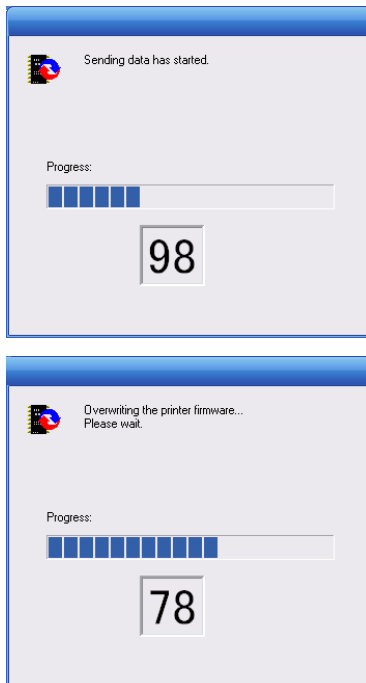 Sending data has started.
Progress:
98
Overwriting the printer firmware...
Please wait.
Progress:
78